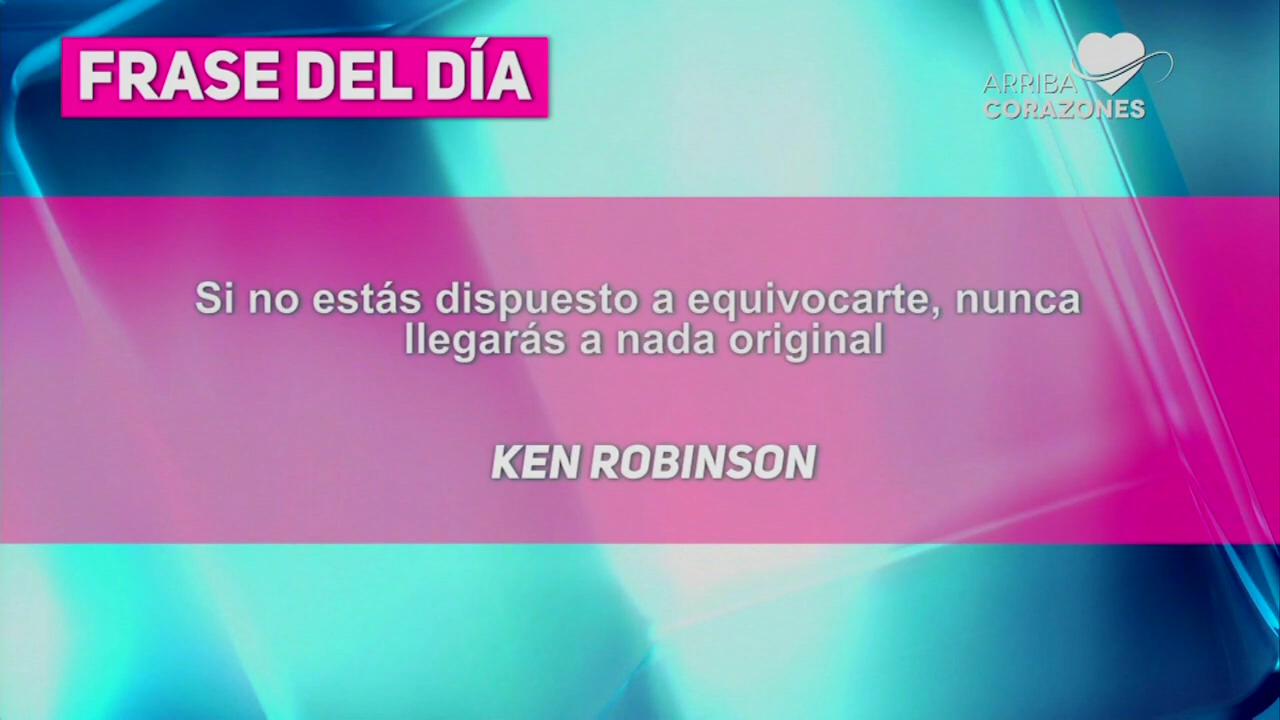 FRASE DEL DÍA
ARRIBA
CORAZONES
Si no estás dispuesto a equivocarte, nunca
llegarás a nada original
KEN ROBINSON